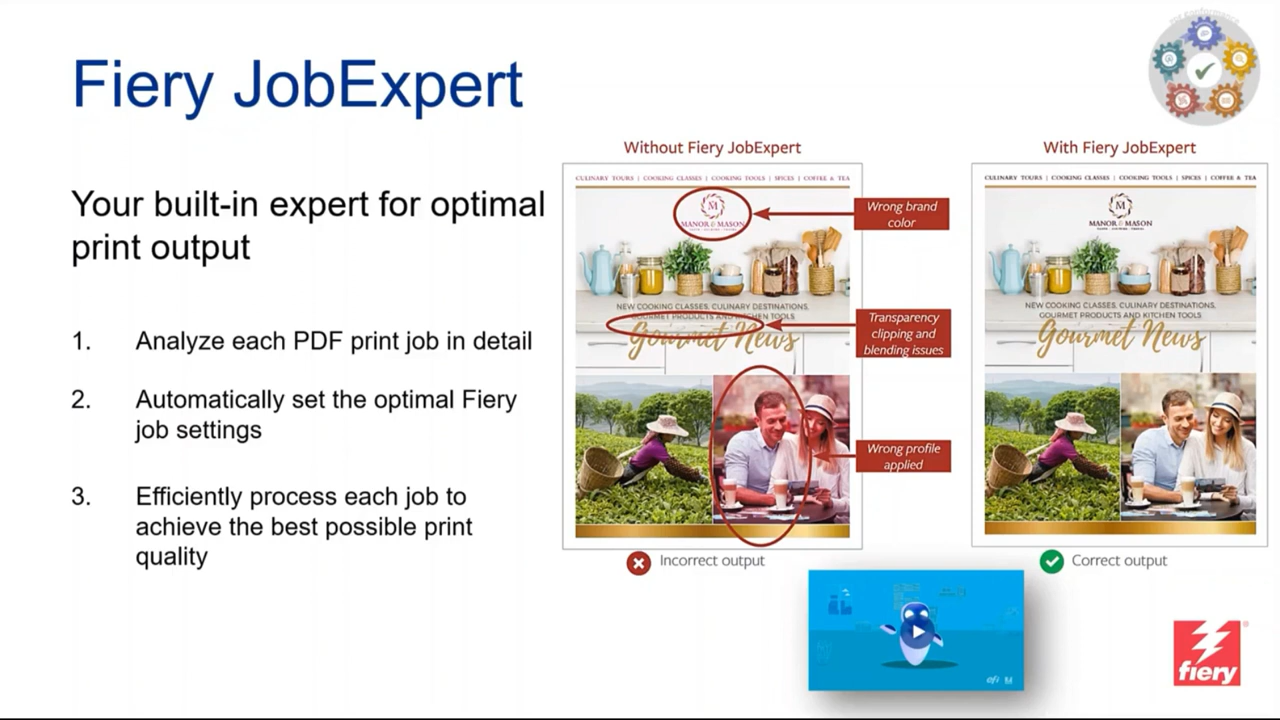 Fiery JobExpert
Your built-in expert for optimal
print output
1. Analyze each PDF print job in detail
2. Automatically set the optimal Fiery
job settings
3. Efficiently process each job to
achieve the best possible print
quality
Without Fiery JobExpert
CULINARY TOURS | COOKING CLASSES | COOKING TOOLS | SPICES | COFFEE & TEA
M
MANOR & MASON
NEW COOKING CLASSES, CULINARY DESTINATIONS,
GOURMET PRODUCTS AND KITCHEN TOOLS
Gourmet News
Wrong brand
color
Transparency
clipping and
blending issues
Wrong profile
applied
Incorrect output
With Fiery JobExpert
CULINARY TOURS | COOKING CLASSES | COOKING TOOLS | SPICES | COFFEE & TEA
M
MANOR & MASON
NEW COOKING CLASSES, CULINARY DESTINATIONS,
GOURMET PRODUCTS AND KITCHEN TOOLS
Gourmet News
Correct output
efi
fiery